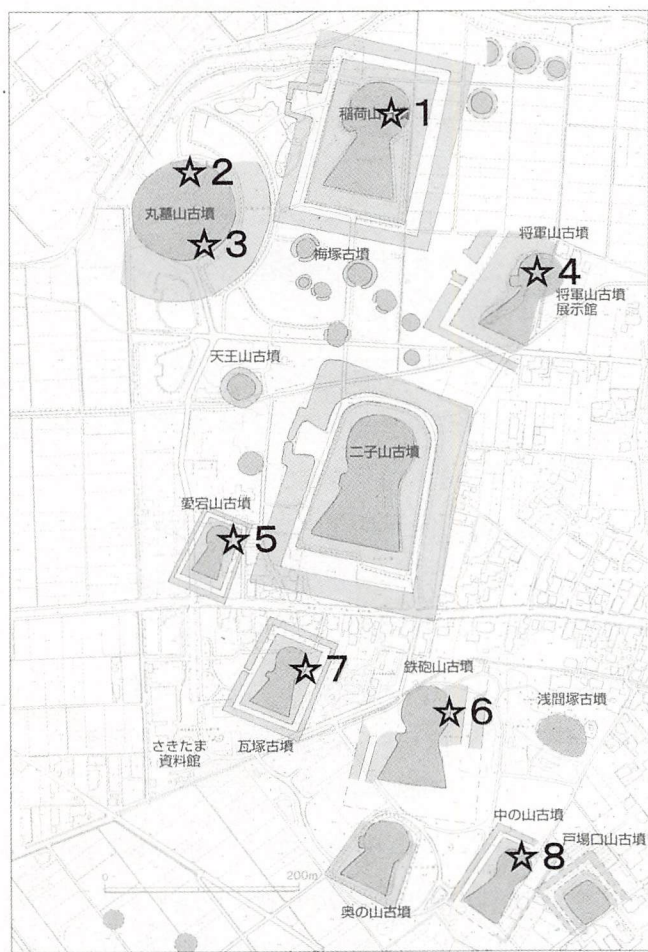 稲荷山古墳
☆1
☆2
丸墓山古墳
☆3
梅塚古墳
将軍山古墳
☆4
将軍山古墳
展示館
天王山古墳
二子山古墳
愛宕山古墳
☆5
☆7
鉄砲山古墳
☆6
浅間塚古墳
さきたま
資料館
瓦塚古墳
中の山古墳
☆8
戸場口山古墳
奥の山古墳
0 200m